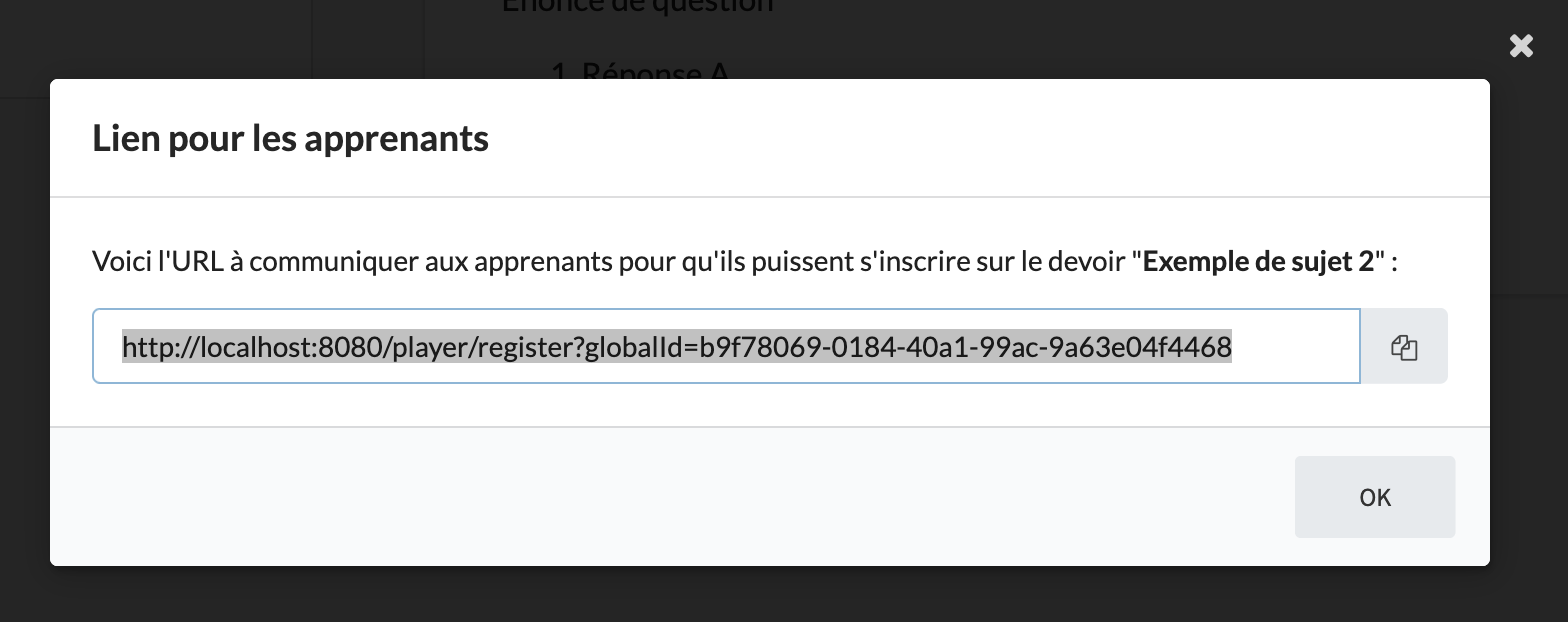 Énoncé de question
1. Réponse A
Lien pour les apprenants
Voici l'URL à communiquer aux apprenants pour qu'ils puissent s'inscrire sur le devoir "Exemple de sujet 2" :
http://localhost:8080/player/register?globalId=b9f78069-0184-40a1-99ac-9a63e04f4468
OK